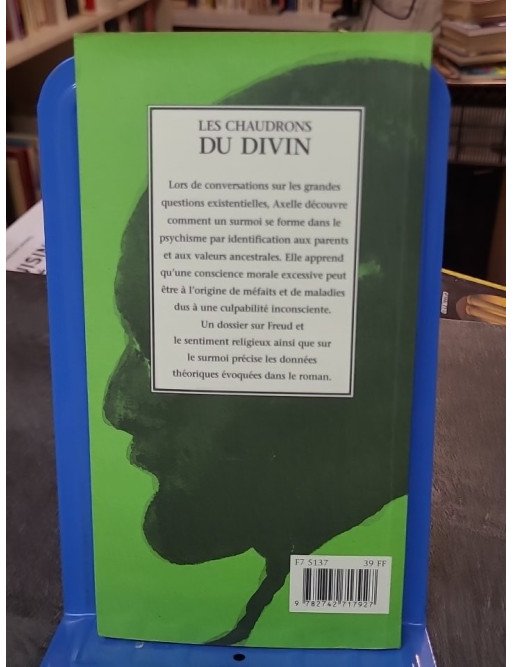 LES CHAUDRONS
DU DIVIN
Lors de conversations sur les grandes
questions existentielles, Axelle découvre
comment un surmoi se forme dans le
psychisme par identification aux parents
et aux valeurs ancestrales. Elle apprend
qu'une conscience morale excessive peut
être à l'origine de méfaits et de maladies
dus à une culpabilité inconsciente.
Un dossier sur Freud et
le sentiment religieux ainsi que sur
le surmoi précise les données
théoriques évoquées dans le roman.
F7 5137 39 FF
9 782742 717927